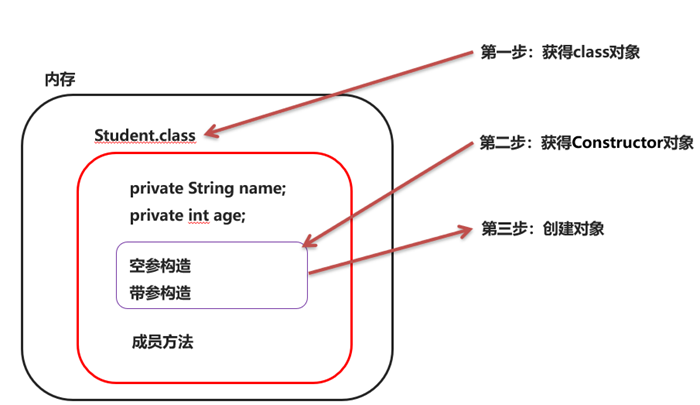 第一步：获得class对象
内存
Student.class
第二步：获得Constructor对象
private String name;
private int age;
第三步：创建对象
空参构造
带参构造
成员方法